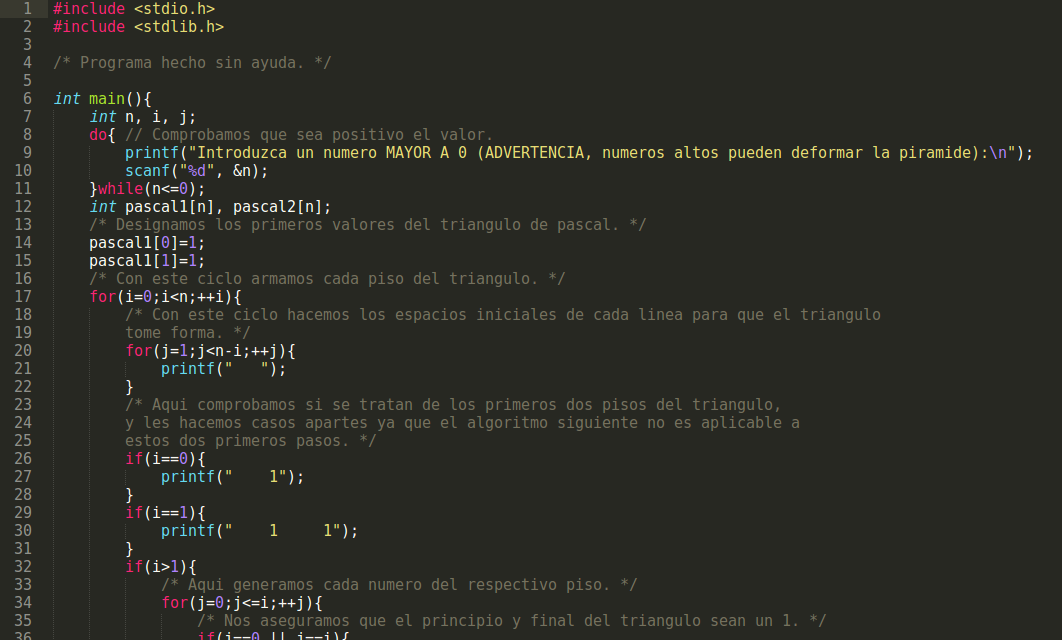 1 #include <stdio.h>
2 #include <stdlib.h>
3
4 /* Programa hecho sin ayuda. */
5
6 int main(){
7     int n, i, j;
8     do{ // Comprobamos que sea positivo el valor.
9         printf("Introduzca un numero MAYOR A 0 (ADVERTENCIA, numeros altos pueden deformar la piramide):\n");
10         scanf("%d", &n);
11     }while(n<=0);
12     int pascal1[n], pascal2[n];
13     /* Designamos los primeros valores del triangulo de pascal. */
14     pascal1[0]=1;
15     pascal1[1]=1;
16     /* Con este ciclo armamos cada piso del triangulo. */
17     for(i=0;i<n;++i){
18         /* Con este ciclo hacemos los espacios iniciales de cada linea para que el triangulo
19         tome forma. */
20         for(j=1;j<n-i;++j){
21             printf("   ");
22         }
23         /* Aqui comprobamos si se tratan de los primeros dos pisos del triangulo,
24         y les hacemos casos apartes ya que el algoritmo siguiente no es aplicable a
25         estos dos primeros pasos. */
26         if(i==0){
27             printf("    1");
28         }
29         if(i==1){
30             printf("    1     1");
31         }
32         if(i>1){
33             /* Aqui generamos cada numero del respectivo piso. */
34             for(j=0;j<=i;++j){
35                 /* Nos aseguramos que el principio y final del triangulo sean un 1. */
36                 if(j==0 || j==i){